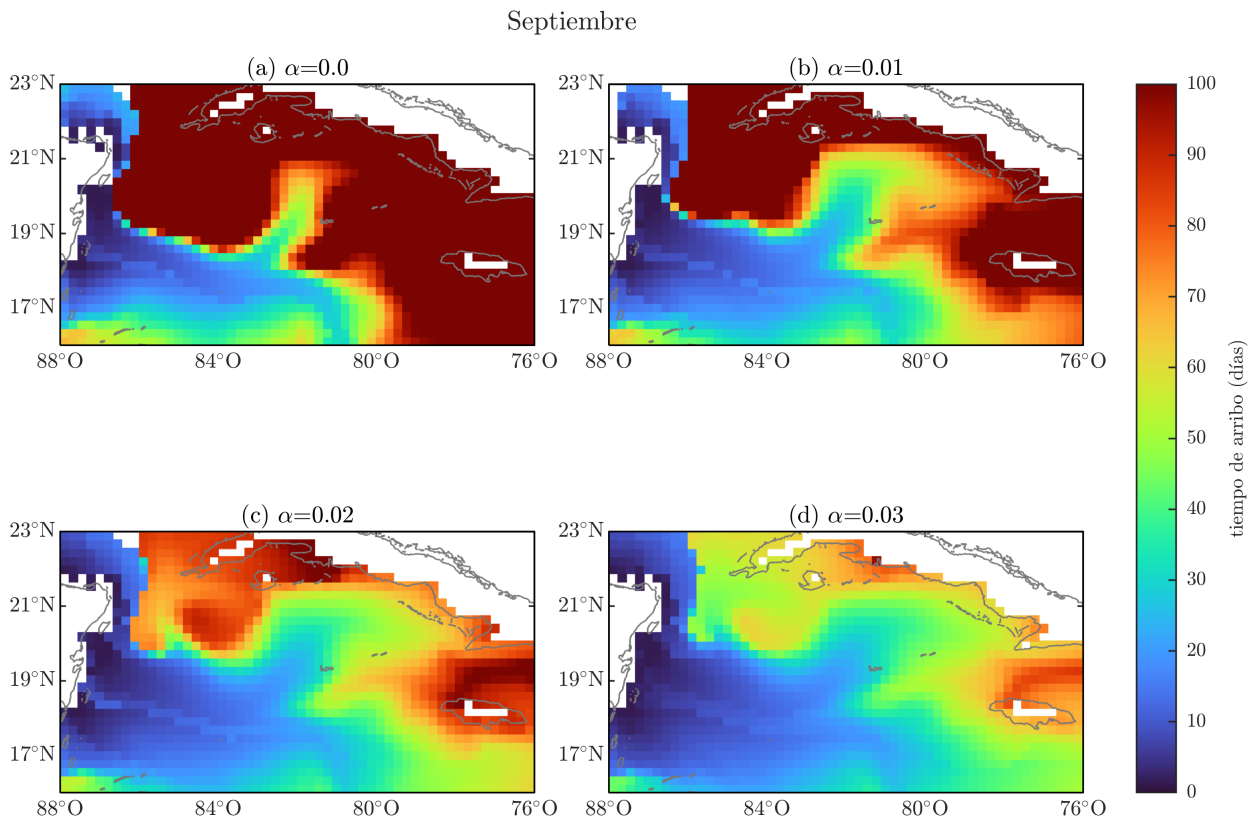 Septiembre
(a) α=0.0
(b) α=0.01
23°N
21°N
19°N
17°N
88°O
84°O
80°O
76°O
23°N
21°N
19°N
17°N
88°O
84°O
80°O
76°O
(c) α=0.02
(d) α=0.03
23°N
21°N
19°N
17°N
88°O
84°O
80°O
76°O
23°N
21°N
19°N
17°N
88°O
84°O
80°O
76°O
100
90
80
70
60
50
40
30
20
10
0
tiempo de arribo (días)